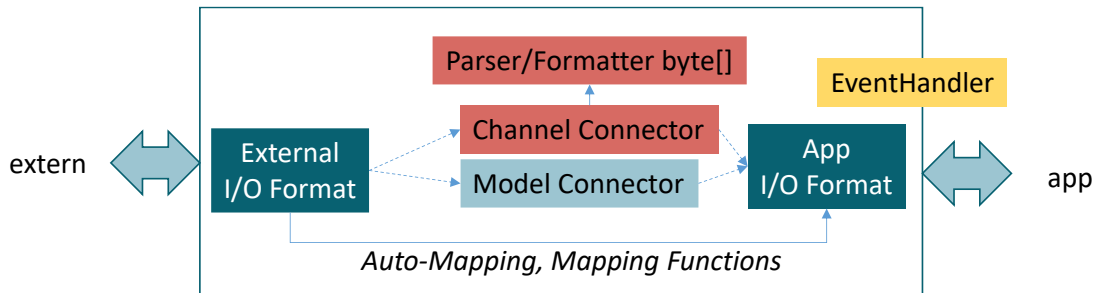 Parser/Formatter byte[]
EventHandler
Channel Connector
extern
External
I/O Format
Model Connector
App
I/O Format
app
Auto-Mapping, Mapping Functions